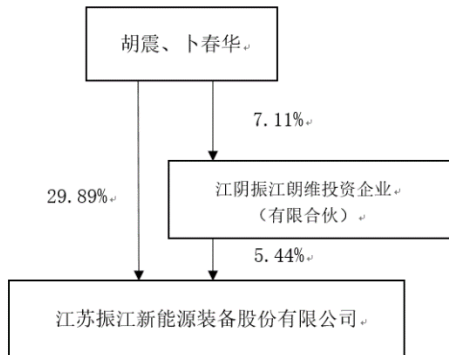 胡震、卜春华
7.11%
29.89%
江阴振江朗维投资企业
（有限合伙）
5.44%
江苏振江新能源装备股份有限公司